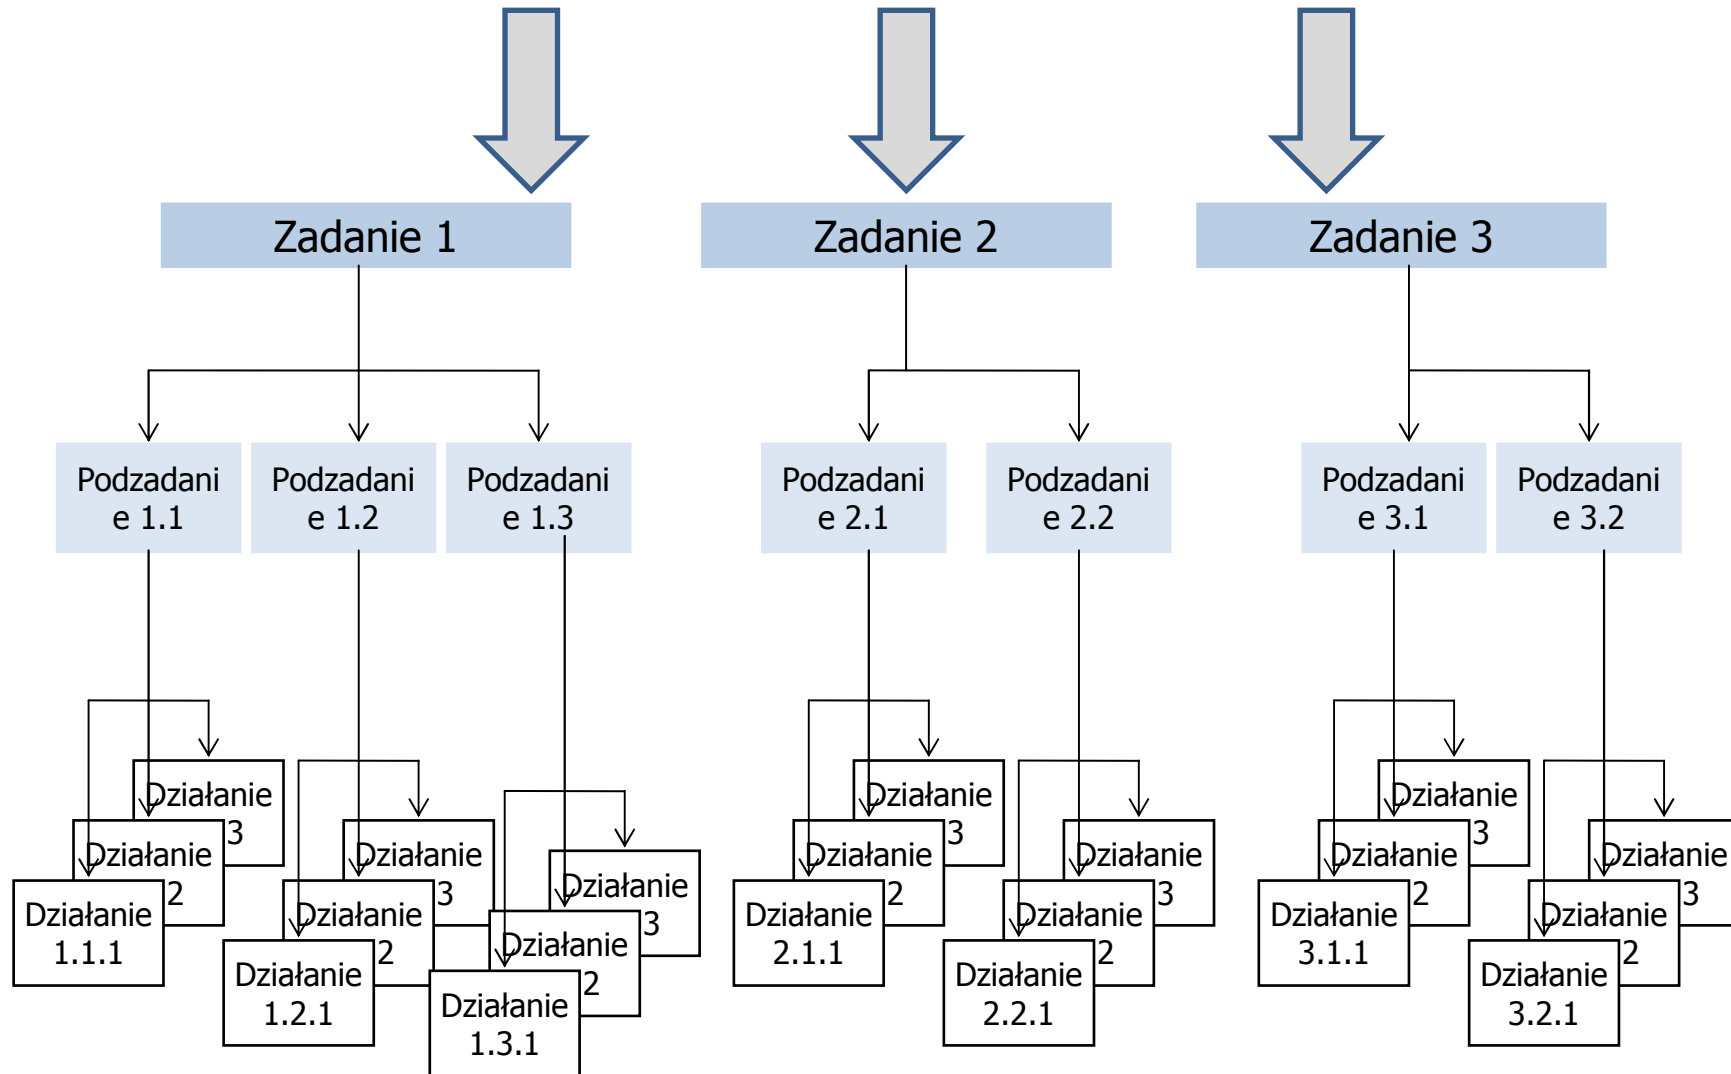 Zadanie 1
Zadanie 2
Zadanie 3
Podzadani
e 1.1
Podzadani
e 1.2
Podzadani
e 1.3
Podzadani
e 2.1
Podzadani
e 2.2
Podzadani
e 3.1
Podzadani
e 3.2
Działanie
3
Działanie
2
Działanie
1.1.1
Działanie
3
Działanie
2
Działanie
1.2.1
Działanie
3
Działanie
2
Działanie
1.3.1
Działanie
3
Działanie
2
Działanie
2.1.1
Działanie
3
Działanie
2
Działanie
2.2.1
Działanie
3
Działanie
2
Działanie
3.1.1
Działanie
3
Działanie
2
Działanie
3.2.1